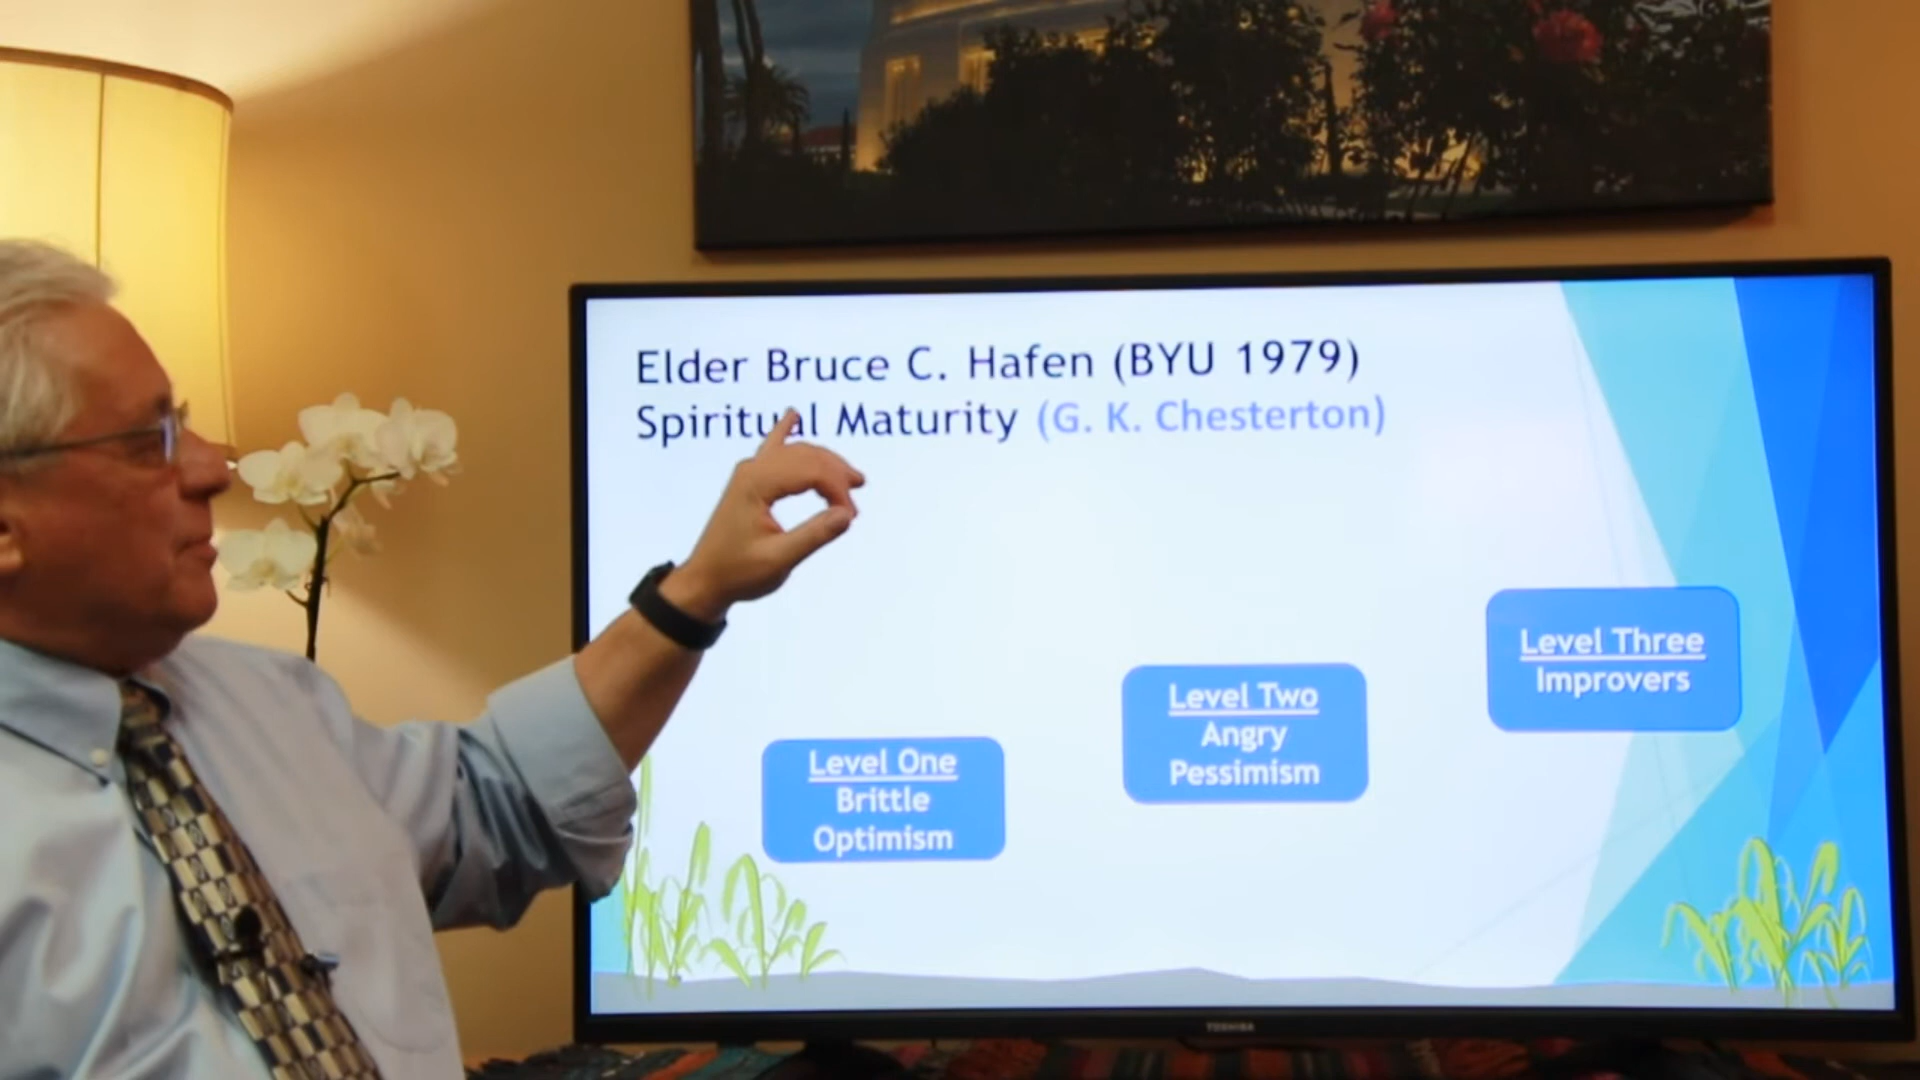 Elder Bruce C. Hafen (BYU 1979)
Spiritual Maturity (G. K. Chesterton)
Level One
Brittle
Optimism
Level Two
Angry
Pessimism
Level Three
Improvers
TOSHIBA